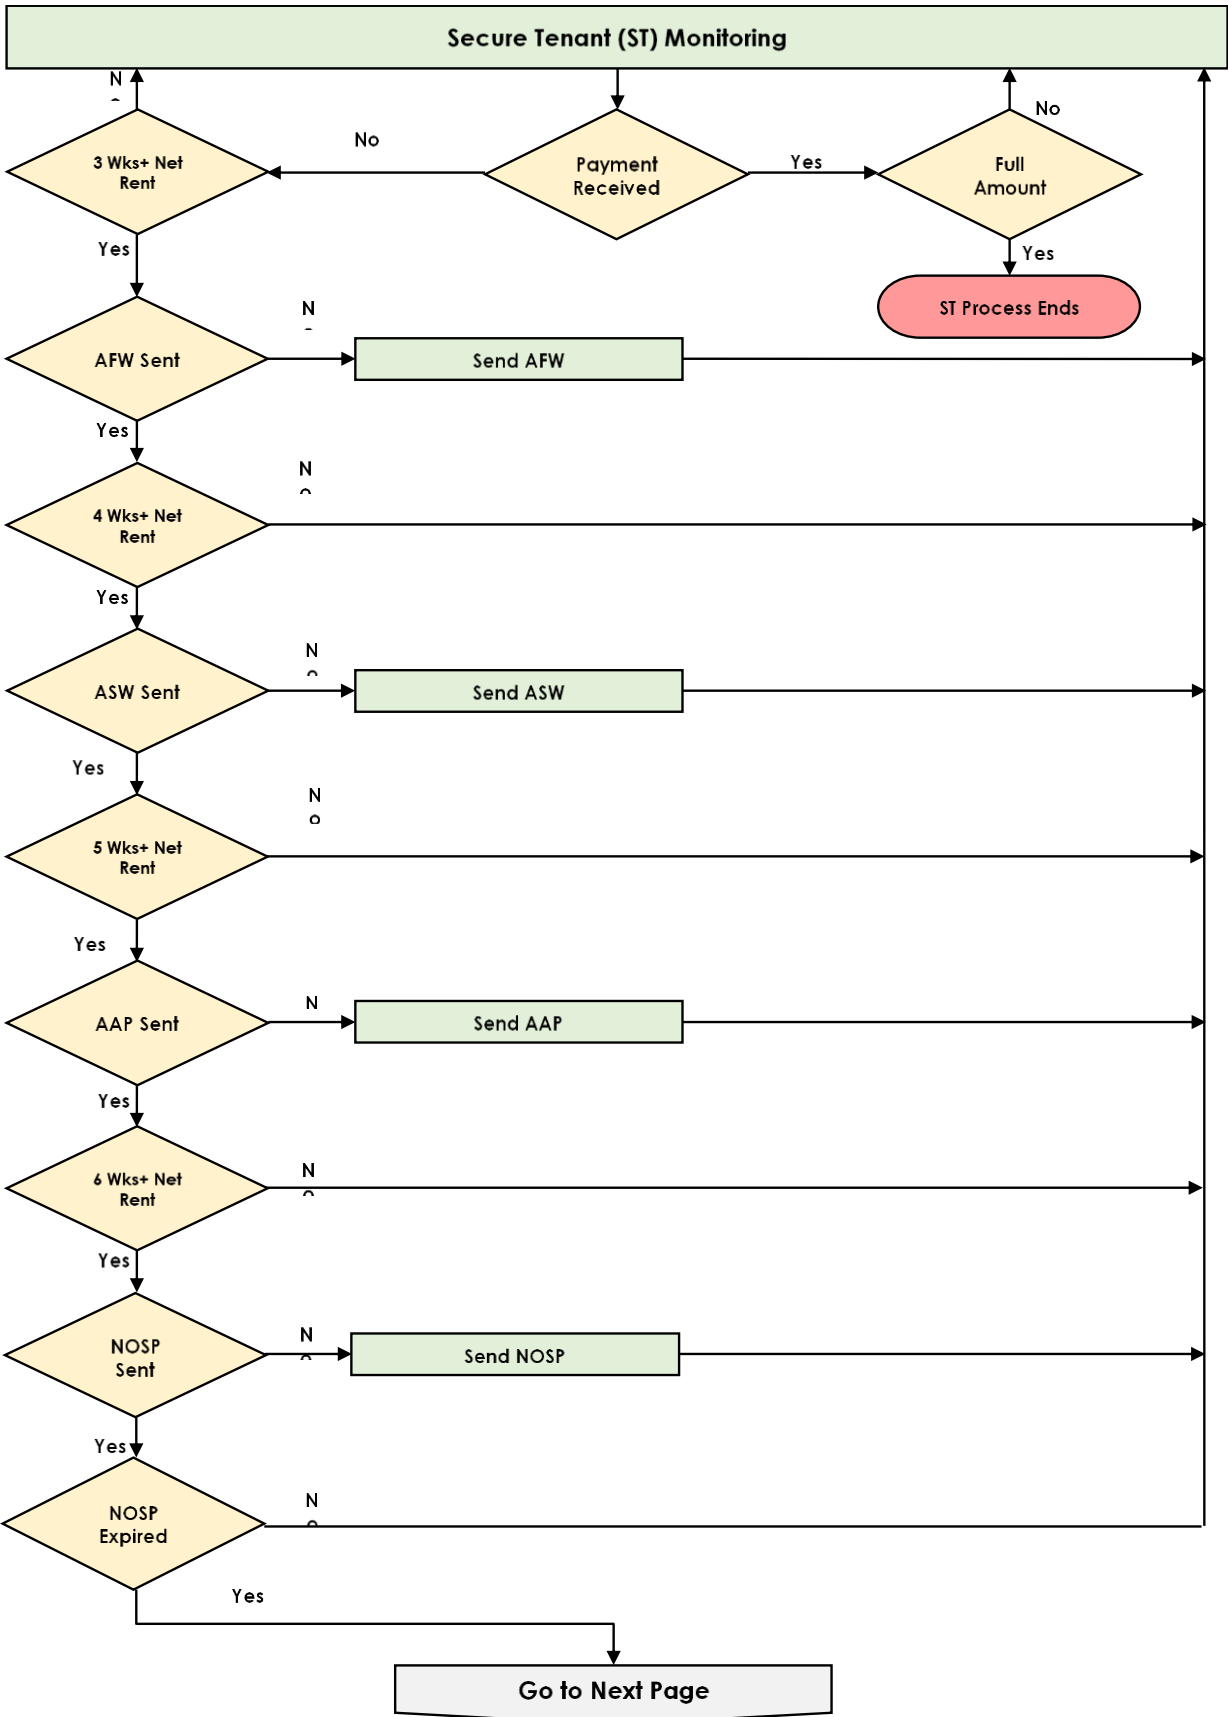 Secure Tenant (ST) Monitoring
N
o
No
No
3 Wks+ Net
Rent
Payment
Received
Yes
Full
Amount
Yes
Yes
ST Process Ends
N
o
AFW Sent
Send AFW
Yes
N
o
4 Wks+ Net
Rent
Yes
N
o
ASW Sent
Send ASW
Yes
N
o
5 Wks+ Net
Rent
Yes
N
AAP Sent
Send AAP
Yes
N
o
6 Wks+ Net
Rent
Yes
N
o
NOSP
Sent
Send NOSP
Yes
N
o
NOSP
Expired
Yes
Go to Next Page